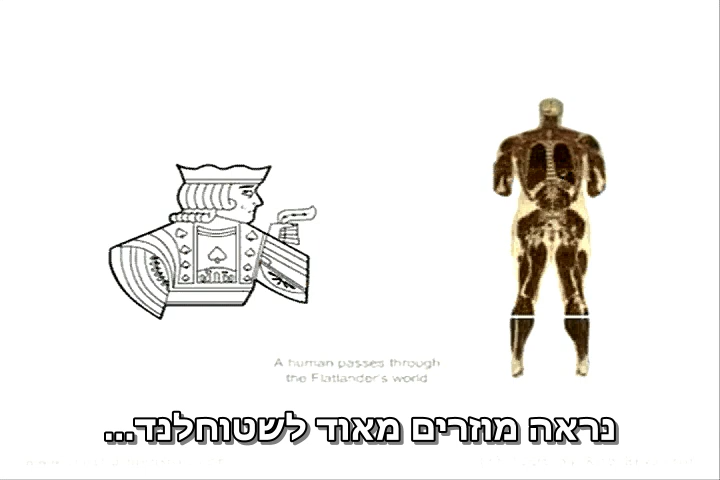 A human passes through
the Flatlander's world
נראה מוזרים מאוד לשטוחלנד...